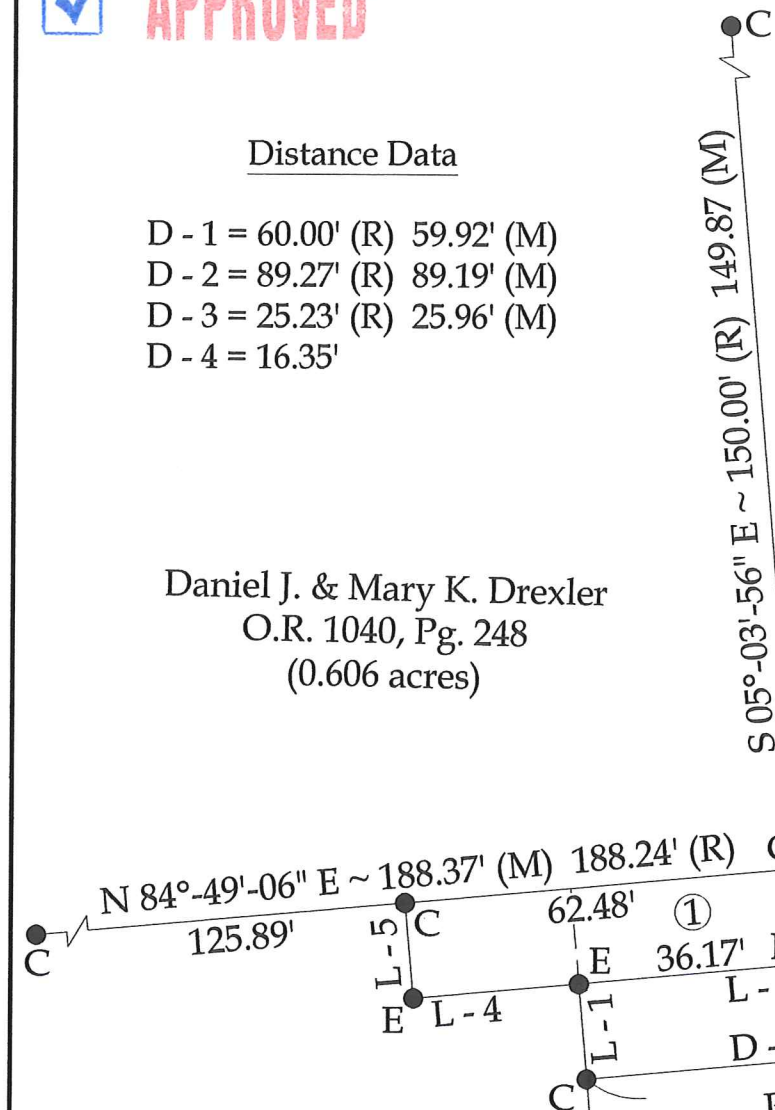 APPROVED
C
Distance Data
D - 1 = 60.00' (R) 59.92' (M)
D - 2 = 89.27' (R) 89.19' (M)
D - 3 = 25.23' (R) 25.96' (M)
D - 4 = 16.35'
S 05°-03'-56" E ~ 150.00' (R) 149.87 (M)
Daniel J. & Mary K. Drexler
O.R. 1040, Pg. 248
(0.606 acres)
N 84°-49'-06" E ~ 188.37' (M) 188.24' (R)
C
125.89'
L - 5
C
62.48'
1
E
36.17'
E
L - 4
L - 1
L -
D -
C